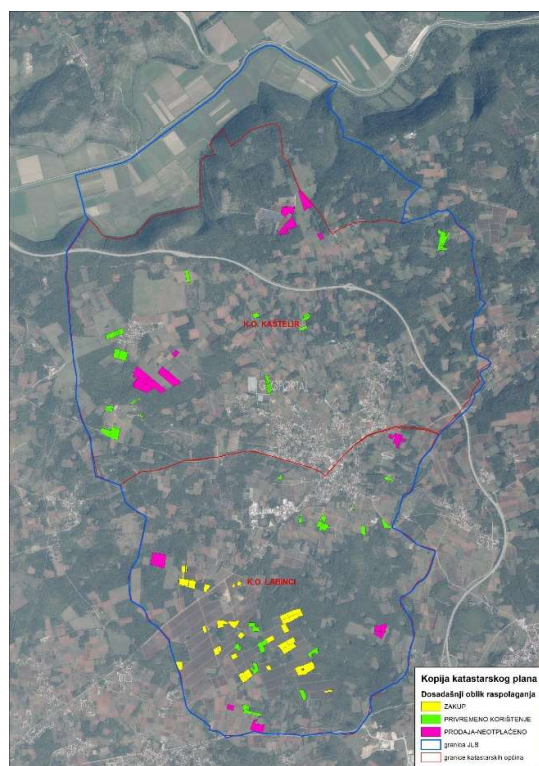 K.O. KAŠTELIR
GEOPORTAL
K.O. LABINCI
Kopija katastarskog plana
Dosadašnji oblik raspolaganja
ZAKUP
PRIVREMENO KORIŠTENJE
PRODAJA-NEOTPLAĆENO
granica JLS
granice katastarskih općina